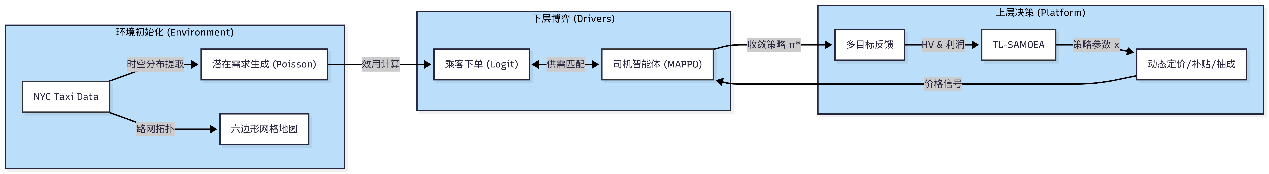 环境初始化 (Environment)
NYC Taxi Data
时空分布提取
潜在需求生成 (Poisson)
路网拓扑
六边形网格地图
效用计算
下层博弈 (Drivers)
乘客下单 (Logit)
供需匹配
司机智能体 (MAPPO)
收敛策略 π*
上层决策 (Platform)
多目标反馈
HV & 利润
TL-SAMOEA
策略参数 x
动态定价/补贴/抽成
价格信号